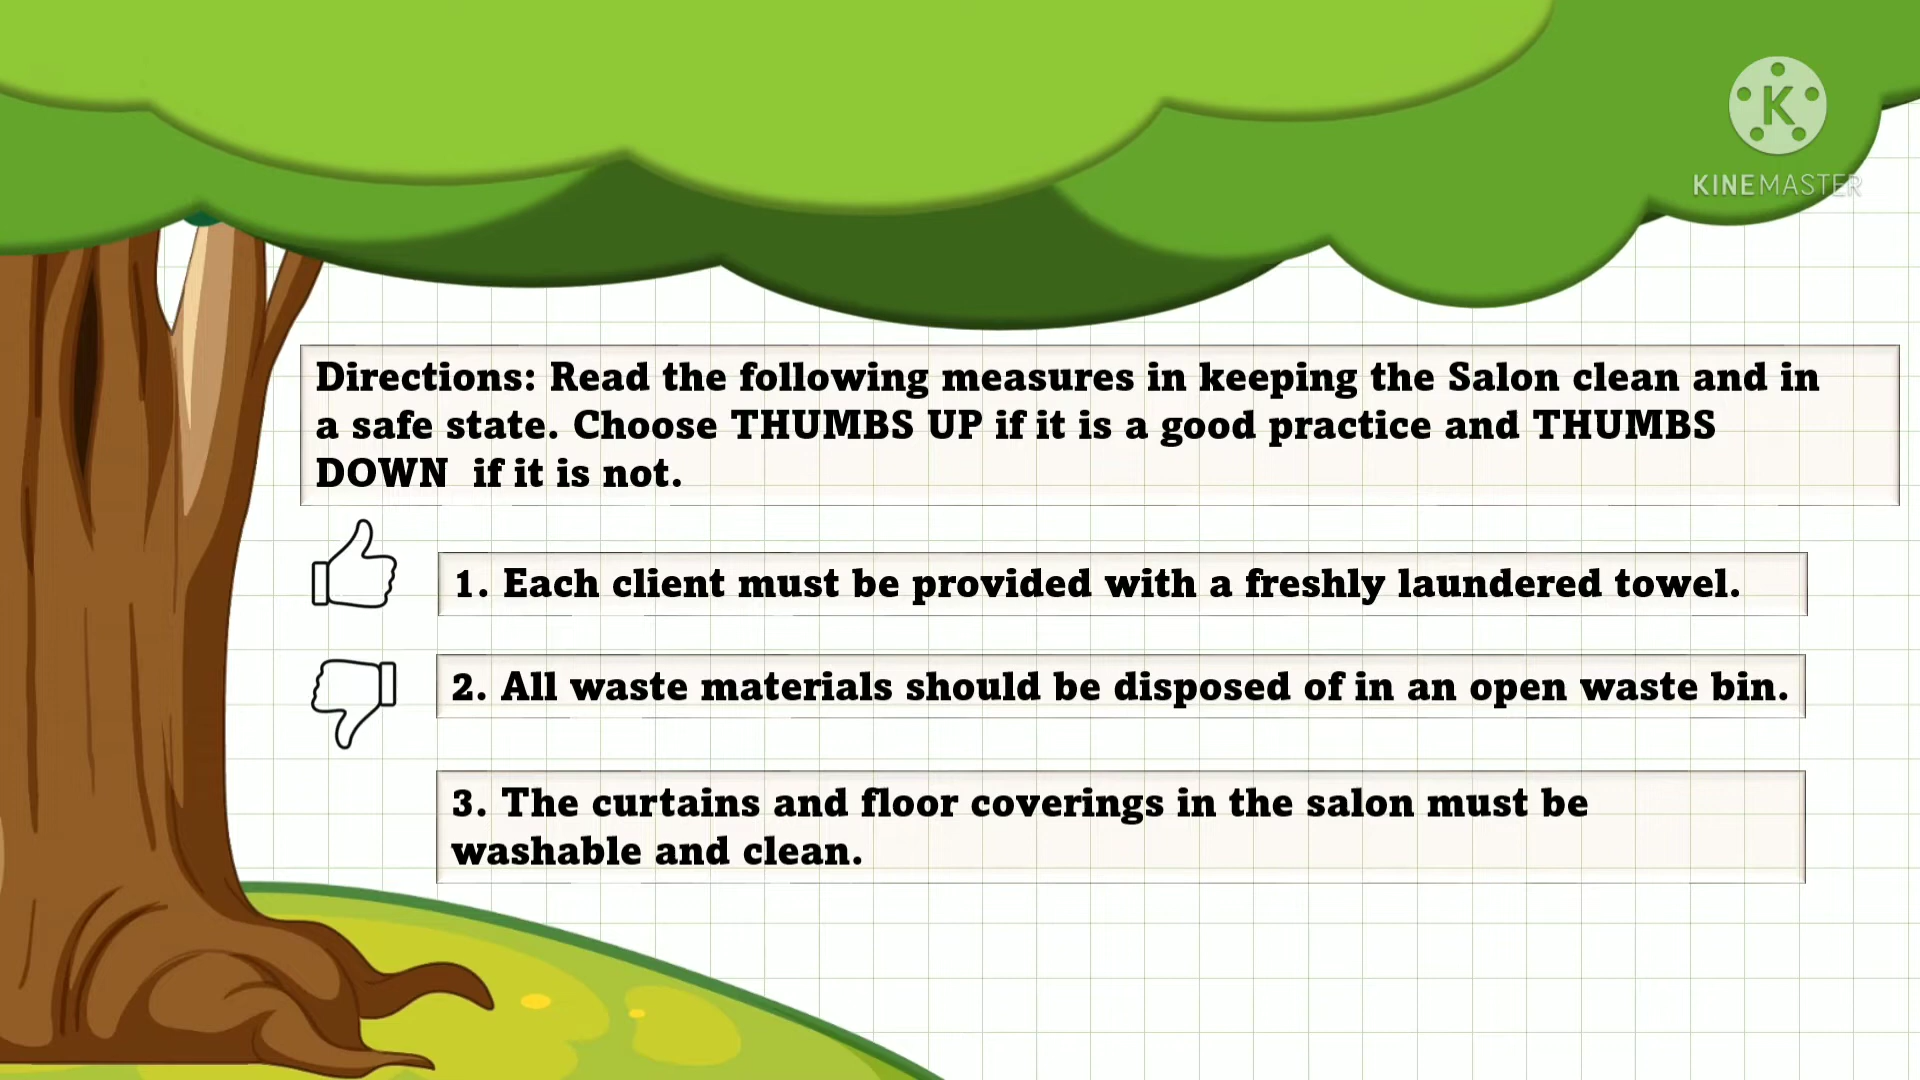 K
KINEMASTER
Directions: Read the following measures in keeping the Salon clean and in
a safe state. Choose THUMBS UP if it is a good practice and THUMBS
DOWN if it is not.
1. Each client must be provided with a freshly laundered towel.
2. All waste materials should be disposed of in an open waste bin.
3. The curtains and floor coverings in the salon must be
washable and clean.